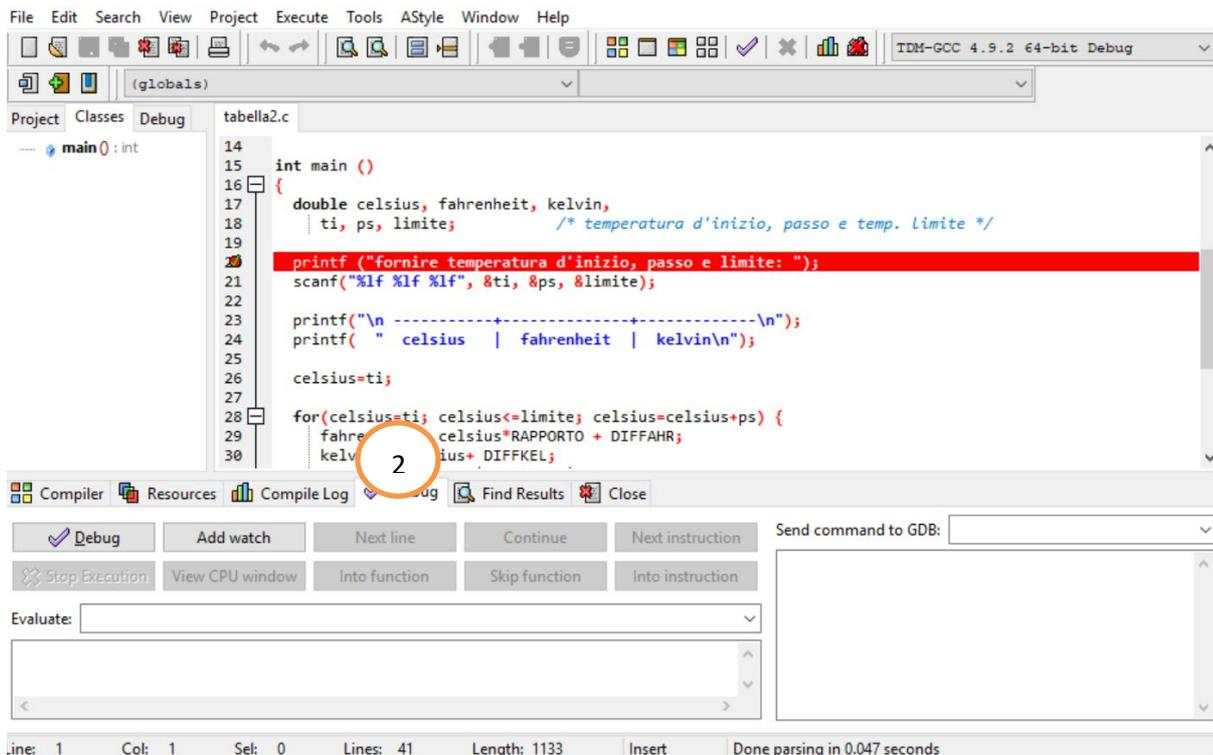 File Edit Search View Project Execute Tools AStyle Window Help
TDM-GCC 4.9.2 64-bit Debug
(globals)
Project Classes Debug
main () : int
tabella2.c
14
15 int main ()
16 {
17 double celsius, fahrenheit, kelvin,
18 ti, ps, limite; /* temperatura d'inizio, passo e temp. limite */
19
printf ("fornire temperatura d'inizio, passo e limite: ");
21 scanf("%lf %lf %lf", &ti, &ps, &limite);
22
23 printf("\n -----------+--------------+-------------\n");
24 printf( " celsius | fahrenheit | kelvin\n");
25
26 celsius=ti;
27
28 for(celsius=ti; celsius<=limite; celsius=celsius+ps) {
29 celsius*RAPPORTO + DIFFAHR;
30 DIFFKEL;
2
Compiler Resources Compile Log Find Results Close
Debug Add watch Next line Continue Next instruction
Stop Execution View CPU window Into function Skip function Into instruction
Send command to GDB:
Evaluate:
Line: 1 Col: 1 Sel: 0 Lines: 41 Length: 1133 Insert Done parsing in 0.047 seconds